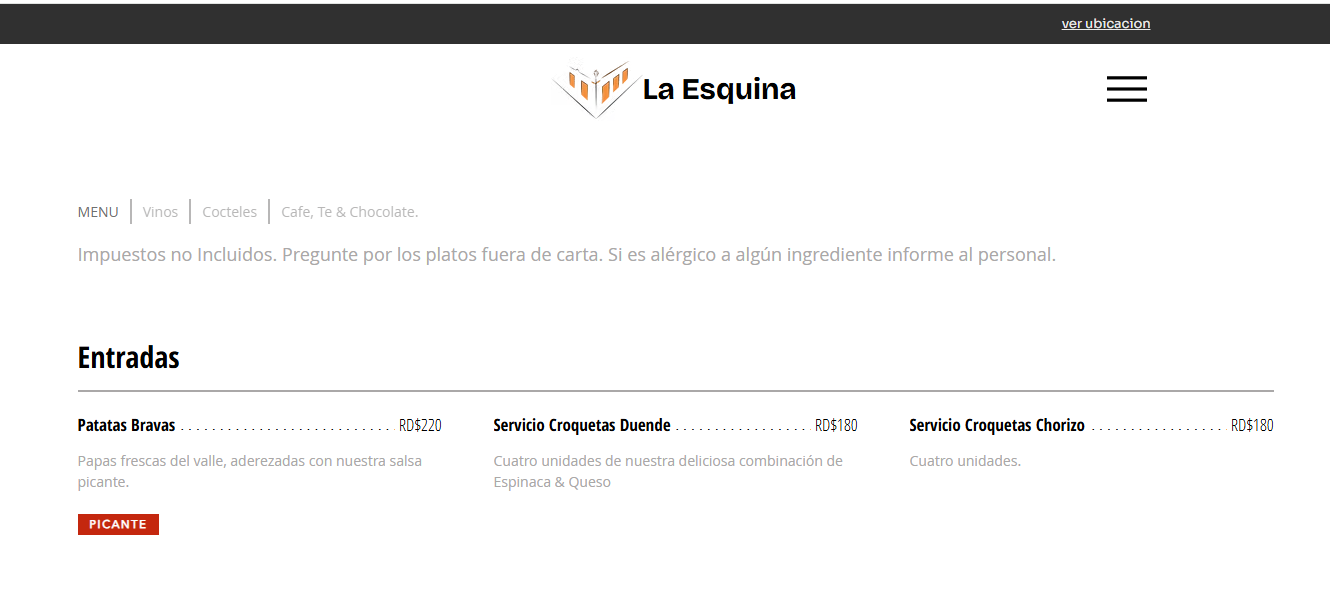 ver ubicacion
La Esquina
MENU Vinos Cocteles Cafe, Te & Chocolate.
Impuestos no Incluidos. Pregunte por los platos fuera de carta. Si es alérgico a algún ingrediente informe al personal.
Entradas
Patatas Bravas . . . . . . . . . . . . . . . . . . . . . . . . . . . RD$220
Papas frescas del valle, aderezadas con nuestra salsa
picante.
PICANTE
Servicio Croquetas Duende . . . . . . . . . . . . . . . . . RD$180
Cuatro unidades de nuestra deliciosa combinación de
Espinaca & Queso
Servicio Croquetas Chorizo . . . . . . . . . . . . . . . . . RD$180
Cuatro unidades.